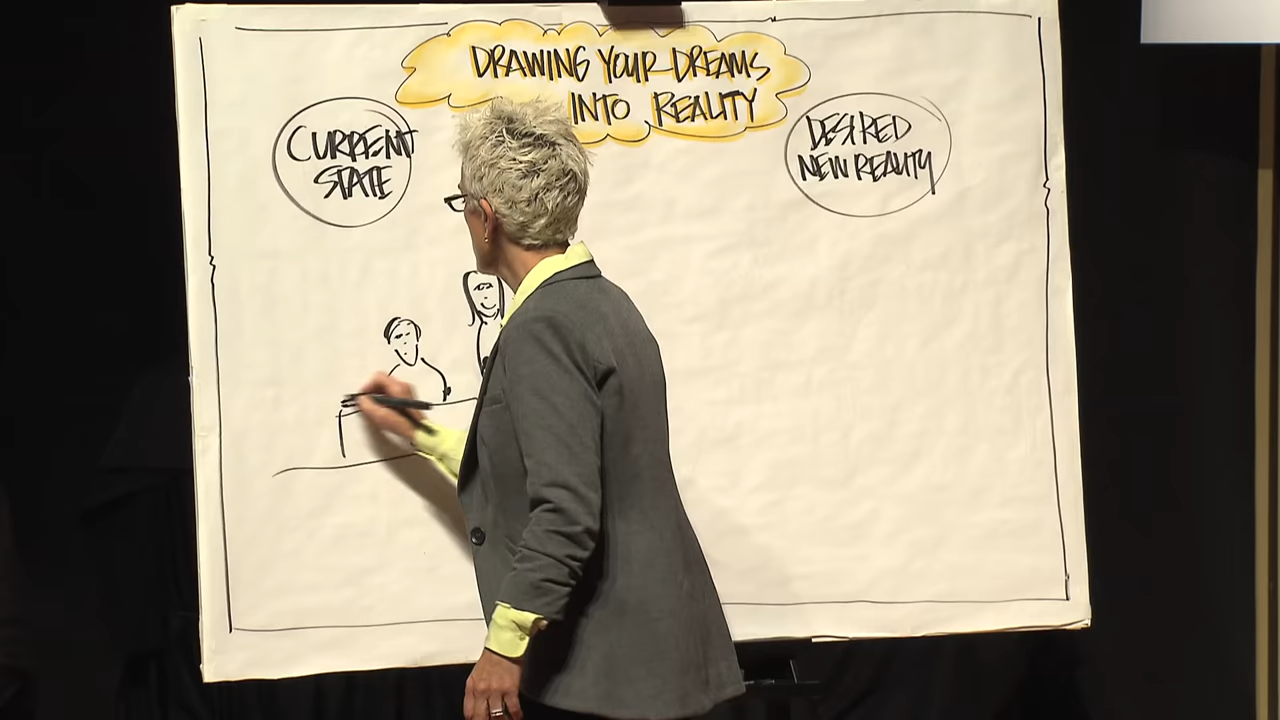 DRAWING YOUR DREAMS
INTO REALITY
CURRENT
STATE
DESIRED
NEW REALITY